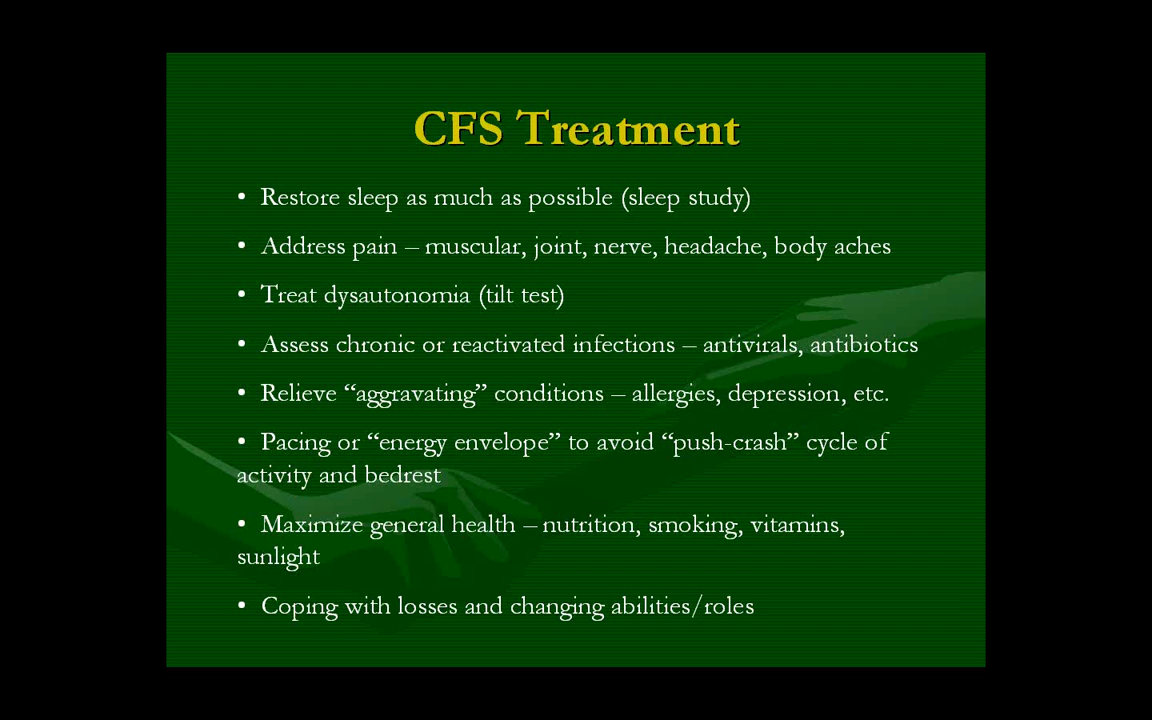 CFS Treatment
• Restore sleep as much as possible (sleep study)
• Address pain – muscular, joint, nerve, headache, body aches
• Treat dysautonomia (tilt test)
• Assess chronic or reactivated infections – antivirals, antibiotics
• Relieve “aggravating” conditions – allergies, depression, etc.
• Pacing or “energy envelope” to avoid “push-crash” cycle of
activity and bedrest
• Maximize general health – nutrition, smoking, vitamins,
sunlight
• Coping with losses and changing abilities/roles